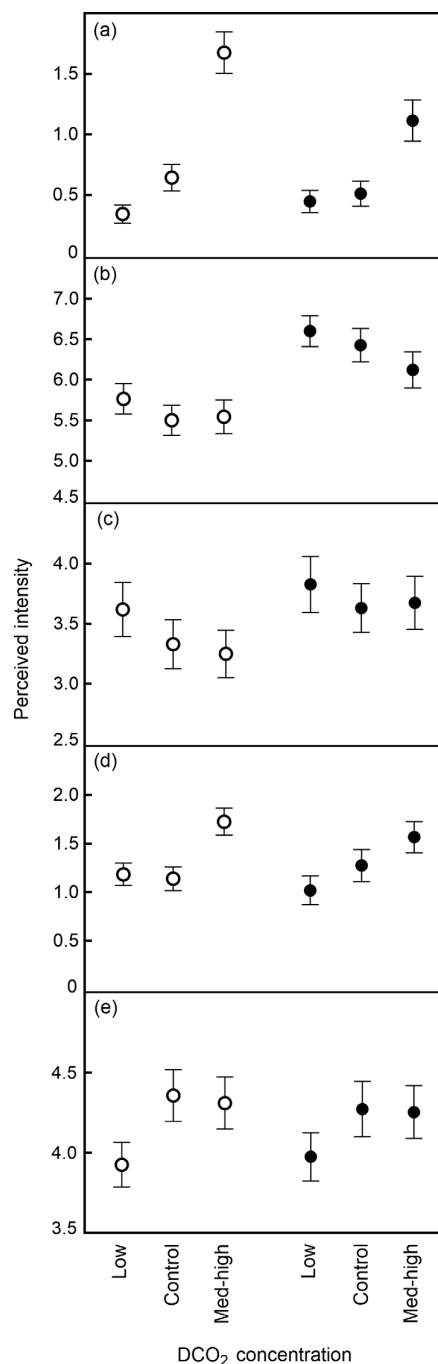 (a)
1.5
1.0
0.5
0
(b)
7.0
6.5
6.0
5.5
5.0
4.5
(c)
4.0
3.5
3.0
2.5
(d)
2.0
1.5
1.0
0.5
0
(e)
4.5
4.0
3.5
Perceived intensity
Low
Control
Med-high
Low
Control
Med-high
DCO₂ concentration